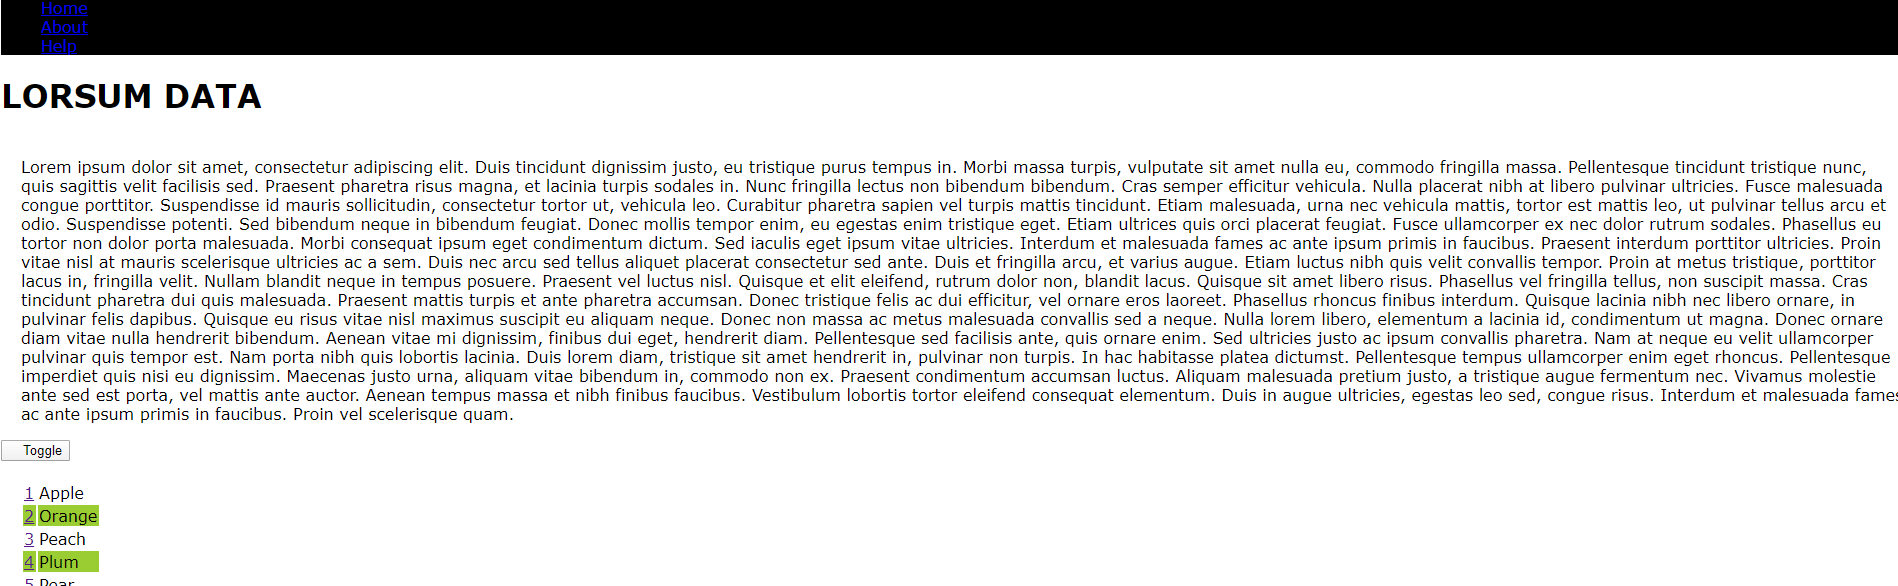 Home
About
Help
LORSUM DATA
Lorem ipsum dolor sit amet, consectetur adipiscing elit. Duis tincidunt dignissim justo, eu tristique purus tempus in. Morbi massa turpis, vulputate sit amet nulla eu, commodo fringilla massa. Pellentesque tincidunt tristique nunc,
quis sagittis velit facilisis sed. Praesent pharetra risus magna, et lacinia turpis sodales in. Nunc fringilla lectus non bibendum bibendum. Cras semper efficitur vehicula. Nulla placerat nibh at libero pulvinar ultricies. Fusce malesuada
congue porttitor. Suspendisse id mauris sollicitudin, consectetur tortor ut, vehicula leo. Curabitur pharetra sapien vel turpis mattis tincidunt. Etiam malesuada, urna nec vehicula mattis, tortor est mattis leo, ut pulvinar tellus arcu et
odio. Suspendisse potenti. Sed bibendum neque in bibendum feugiat. Donec mollis tempor enim, eu egestas enim tristique eget. Etiam ultrices quis orci placerat feugiat. Fusce ullamcorper ex nec dolor rutrum sodales. Phasellus eu
tortor non dolor porta malesuada. Morbi consequat ipsum eget condimentum dictum. Sed iaculis eget ipsum vitae ultricies. Interdum et malesuada fames ac ante ipsum primis in faucibus. Praesent interdum porttitor ultricies. Proin
vitae nisl at mauris scelerisque ultricies ac a sem. Duis nec arcu sed tellus aliquet placerat consectetur sed ante. Duis et fringilla arcu, et varius augue. Etiam luctus nibh quis velit convallis tempor. Proin at metus tristique, porttitor
lacus in, fringilla velit. Nullam blandit neque in tempus posuere. Praesent vel luctus nisl. Quisque et elit eleifend, rutrum dolor non, blandit lacus. Quisque sit amet libero risus. Phasellus vel fringilla tellus, non suscipit massa. Cras
tincidunt pharetra dui quis malesuada. Praesent mattis turpis et ante pharetra accumsan. Donec tristique felis ac dui efficitur, vel ornare eros laoreet. Phasellus rhoncus finibus interdum. Quisque lacinia nibh nec libero ornare, in
pulvinar felis dapibus. Quisque eu risus vitae nisl maximus suscipit eu aliquam neque. Donec non massa ac metus malesuada convallis sed a neque. Nulla lorem libero, elementum a lacinia id, condimentum ut magna. Donec ornare
diam vitae nulla hendrerit bibendum. Aenean vitae mi dignissim, finibus dui eget, hendrerit diam. Pellentesque sed facilisis ante, quis ornare enim. Sed ultricies justo ac ipsum convallis pharetra. Nam at neque eu velit ullamcorper
pulvinar quis tempor est. Nam porta nibh quis lobortis lacinia. Duis lorem diam, tristique sit amet hendrerit in, pulvinar non turpis. In hac habitasse platea dictumst. Pellentesque tempus ullamcorper enim eget rhoncus. Pellentesque
imperdiet quis nisi eu dignissim. Maecenas justo urna, aliquam vitae bibendum in, commodo non ex. Praesent condimentum accumsan luctus. Aliquam malesuada pretium justo, a tristique augue fermentum nec. Vivamus molestie
ante sed est porta, vel mattis ante auctor. Aenean tempus massa et nibh finibus faucibus. Vestibulum lobortis tortor eleifend consequat elementum. Duis in augue ultricies, egestas leo sed, congue risus. Interdum et malesuada fames
ac ante ipsum primis in faucibus. Proin vel scelerisque quam.
Toggle
1 Apple
2 Orange
3 Peach
4 Plum
5 Pear